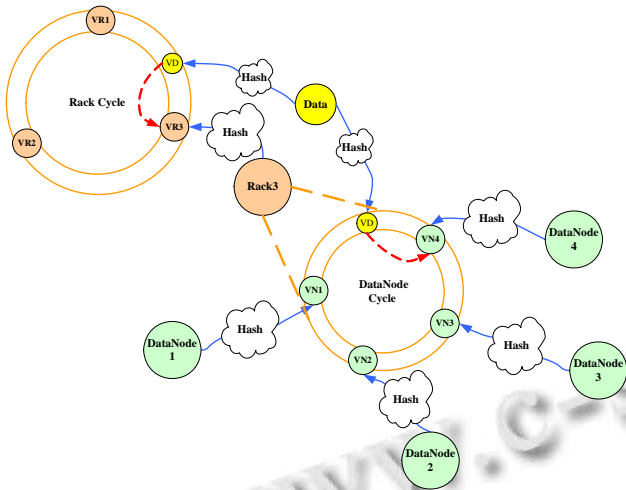 VR1
VD
Hash
Data
Rack Cycle
VR3
Hash
VR2
Hash
Rack3
VD
VN4
Hash
DataNode
4
VN1
DataNode
Cycle
VN3
Hash
DataNode
1
VN2
Hash
DataNode
3
Hash
DataNode
2
www.c-